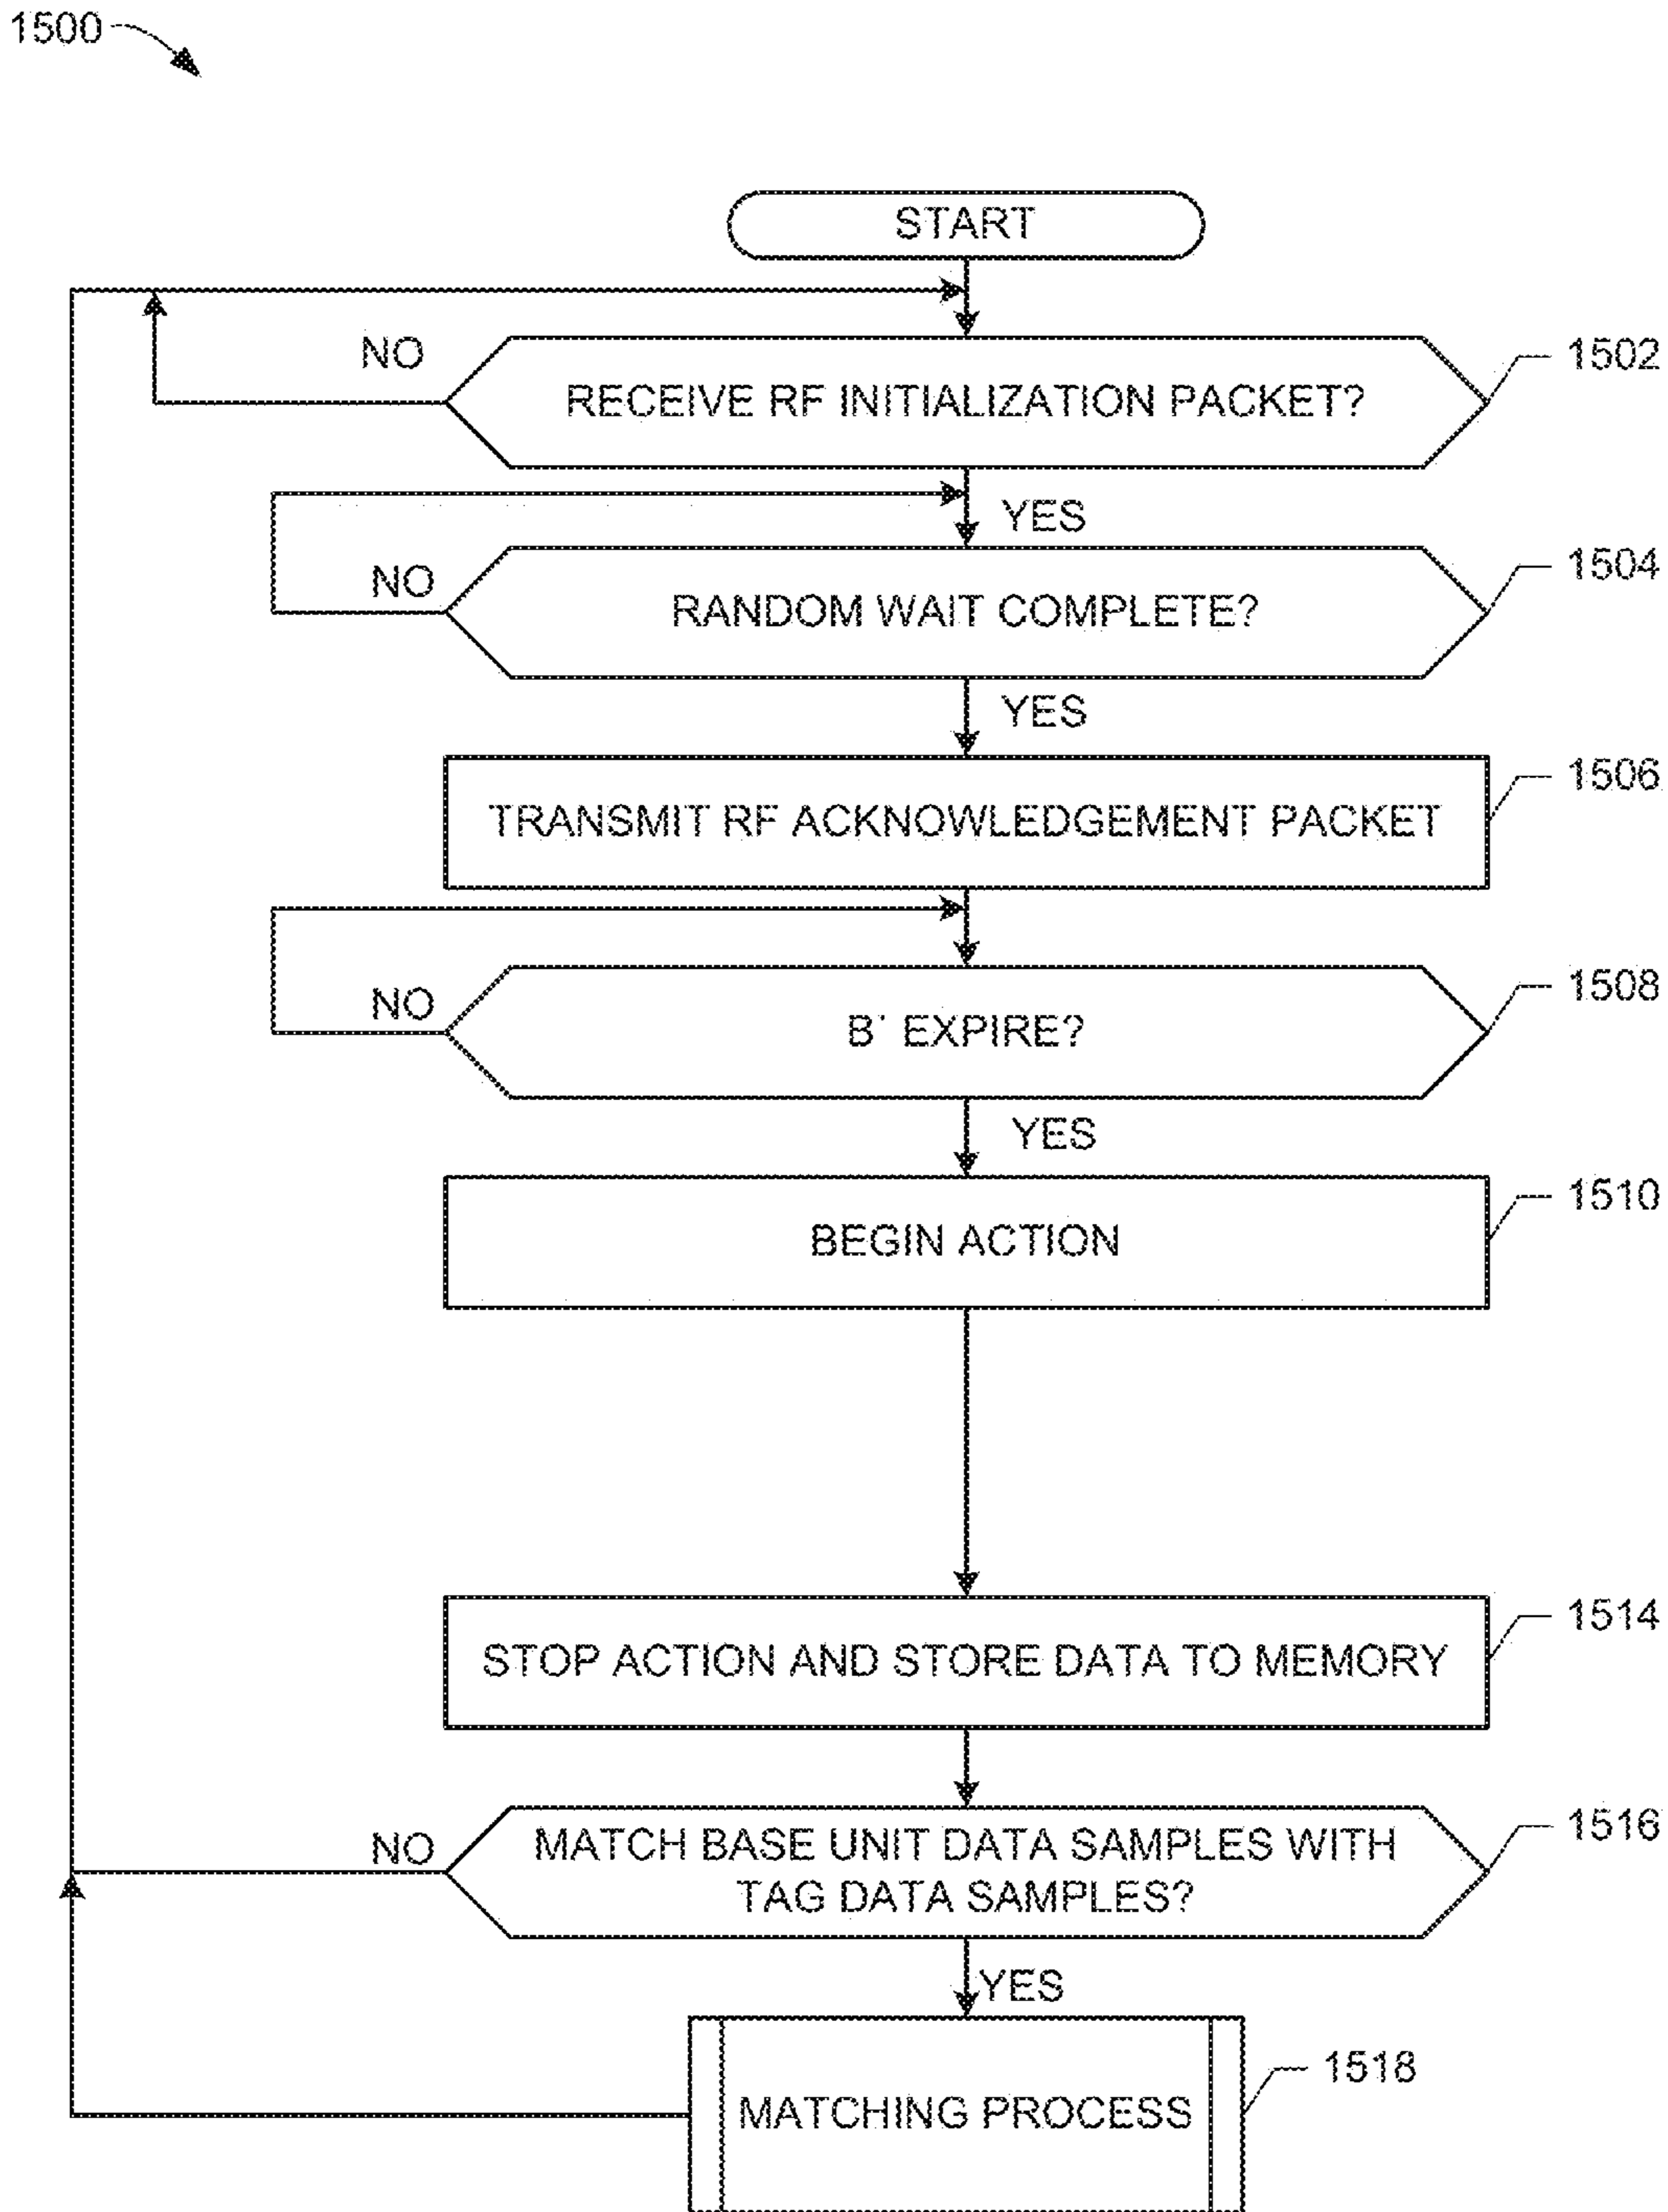 1500
START
NO
RECEIVE RF INITIALIZATION PACKET?
1502
YES
NO
RANDOM WAIT COMPLETE?
1504
YES
TRANSMIT RF ACKNOWLEDGEMENT PACKET
1506
NO
B' EXPIRE?
1508
YES
BEGIN ACTION
1510
STOP ACTION AND STORE DATA TO MEMORY
1514
NO
MATCH BASE UNIT DATA SAMPLES WITH
TAG DATA SAMPLES?
1516
YES
MATCHING PROCESS
1518